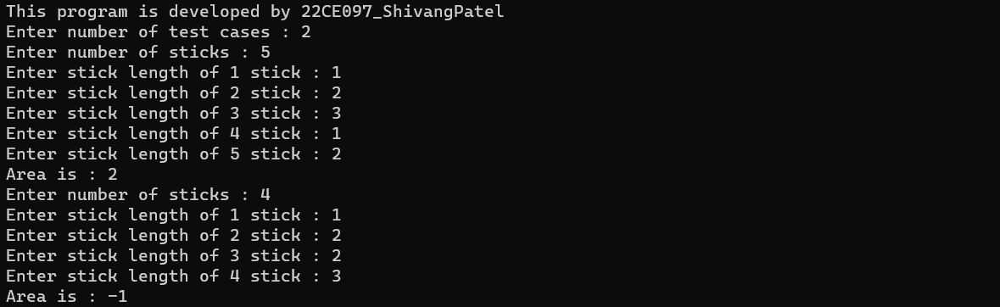 This program is developed by 22CE097_ShivangPatel
Enter number of test cases : 2
Enter number of sticks : 5
Enter stick length of 1 stick : 1
Enter stick length of 2 stick : 2
Enter stick length of 3 stick : 3
Enter stick length of 4 stick : 1
Enter stick length of 5 stick : 2
Area is : 2
Enter number of sticks : 4
Enter stick length of 1 stick : 1
Enter stick length of 2 stick : 2
Enter stick length of 3 stick : 2
Enter stick length of 4 stick : 3
Area is : -1